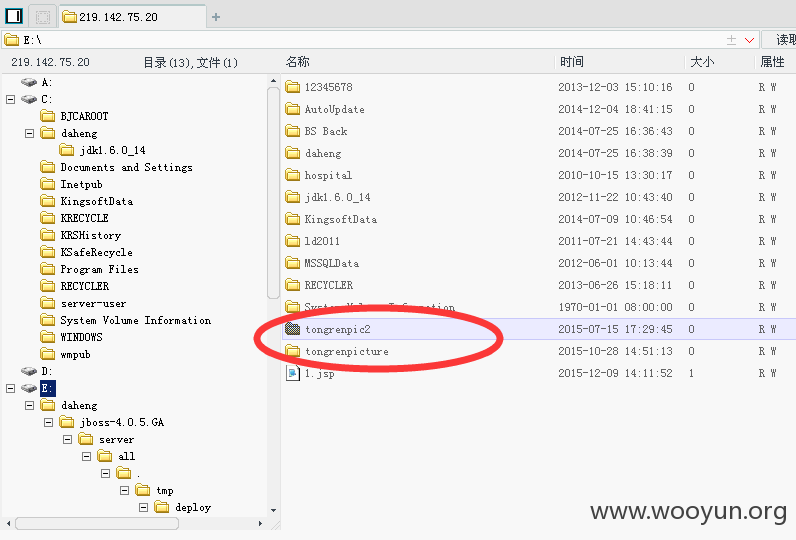 219.142.75.20
E:\
读取
219.142.75.20
目录(13),文件(1)
名称 时间 大小 属性
A:
C:
BJCAROOT
daheng
jdk1.6.0_14
Documents and Settings
Inetpub
KingsoftData
KRECYCLE
KRSHistory
KSafeRecycle
Program Files
RECYCLER
server-user
System Volume Information
WINDOWS
wmpub
D:
E:
daheng
jboss-4.0.5.GA
server
all
.
tmp
deploy
12345678 2013-12-03 15:10:16 0 R W
AutoUpdate 2014-12-04 18:41:15 0 R W
BS Back 2014-07-25 16:36:43 0 R W
daheng 2014-07-25 16:38:39 0 R W
hospital 2010-10-15 13:30:17 0 R W
jdk1.6.0_14 2012-11-22 10:43:40 0 R W
KingsoftData 2014-07-09 10:46:54 0 R W
ld2011 2011-07-21 14:43:44 0 R W
MSSQLData 2012-06-01 10:13:44 0 R W
RECYCLER 2013-06-26 15:18:11 0 R W
System Volume Information 1970-01-01 08:00:00 0 R W
tongrenpic2 2015-07-15 17:29:45 0 R W
tongrenpicture 2015-10-28 14:51:13 0 R W
1.jsp 2015-12-09 14:11:52 1 R W
www.wooyun.org